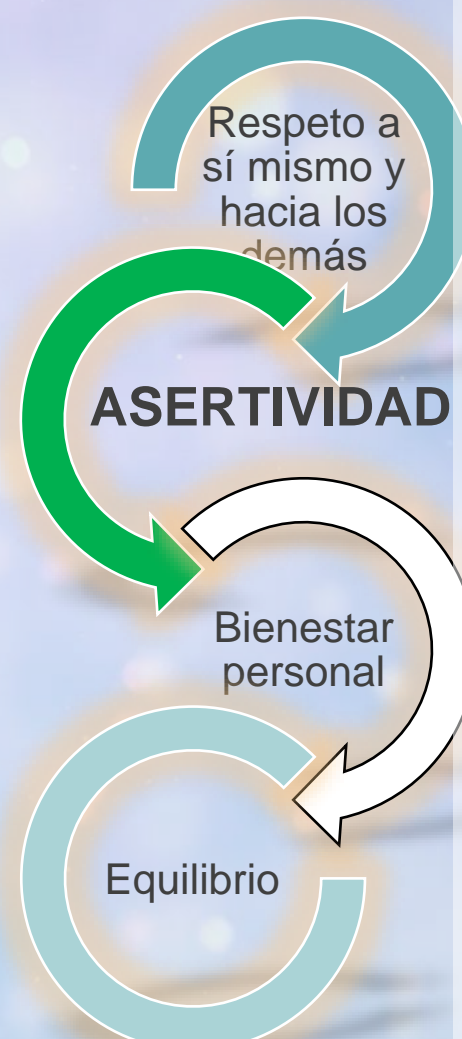 Respeto a
sí mismo y
hacia los
demás
ASERTIVIDAD
Bienestar
personal
Equilibrio